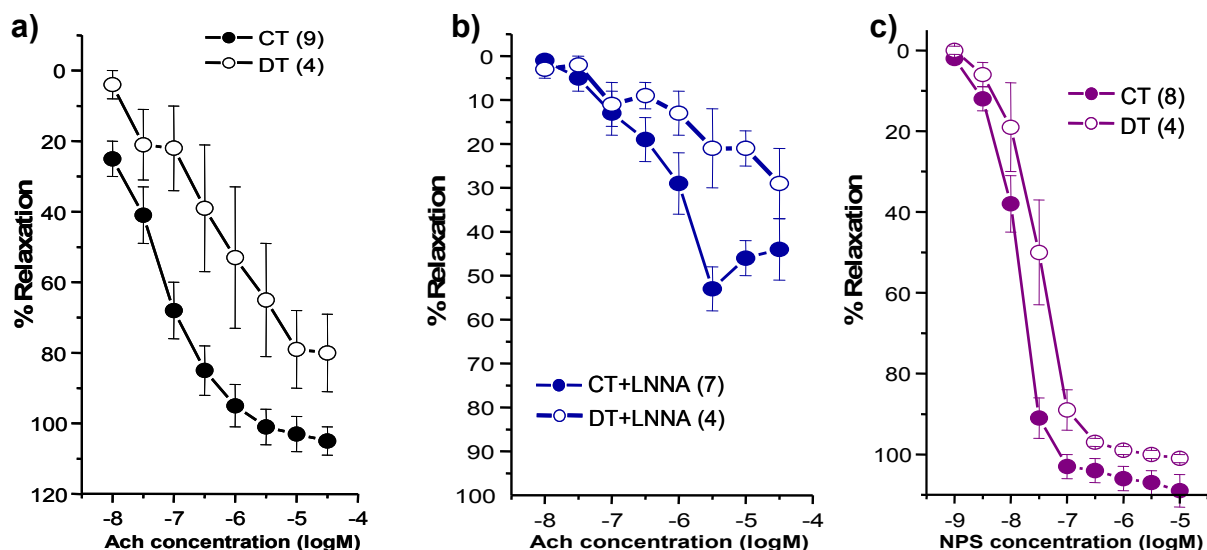 a)
CT (9)
DT (4)
0
20
40
60
80
100
120
-8
-7
-6
-5
-4
% Relaxation
Ach concentration (logM)
b)
0
10
20
30
40
50
60
70
80
90
100
-8
-7
-6
-5
-4
% Relaxation
CT+LNNA (7)
DT+LNNA (4)
Ach concentration (logM)
c)
CT (8)
DT (4)
0
20
40
60
80
100
-9
-8
-7
-6
-5
% Relaxation
NPS concentration (logM)